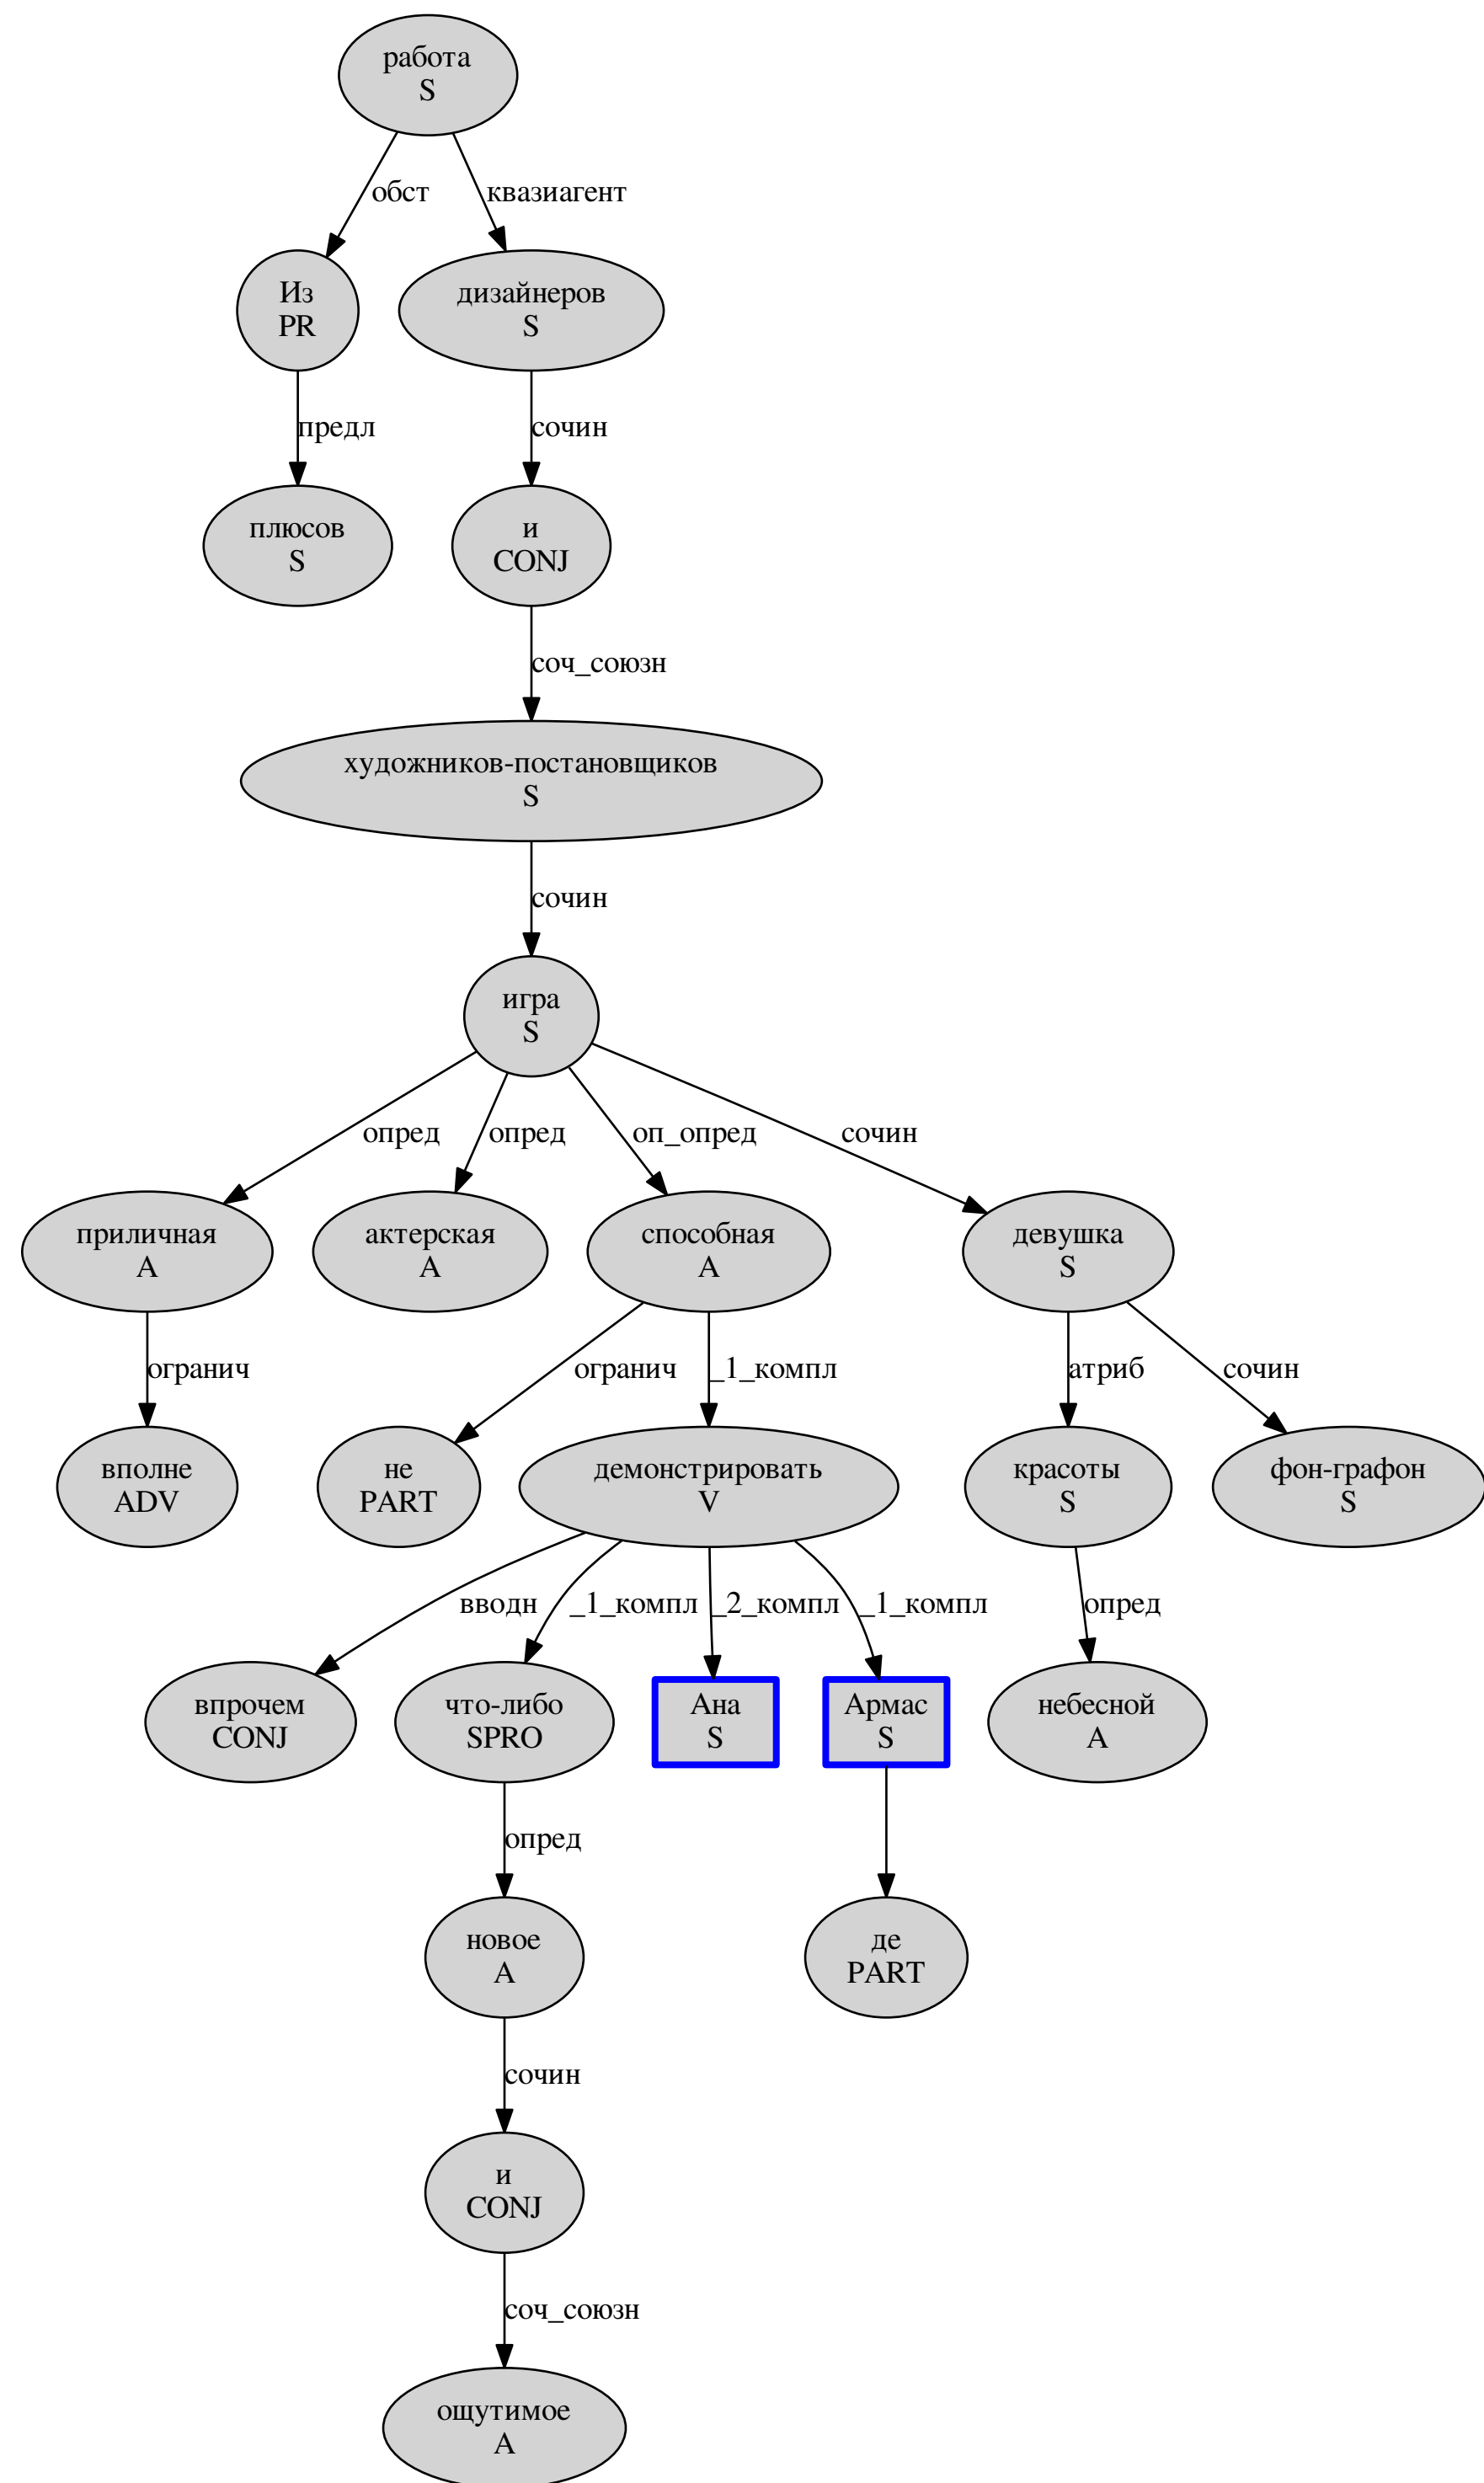 работа
S
обст
квазиагент
Из
PR
дизайнеров
S
предл
сочин
плюсов
S
и
CONJ
соч_союзн
художников-постановщиков
S
сочин
игра
S
опред
опред
оп_опред
сочин
приличная
A
актерская
A
способная
A
девушка
S
огранич
огранич
_1_компл
атриб
сочин
вполне
ADV
не
PART
демонстрировать
V
красоты
S
фон-графон
S
вводн
_1_компл
_2_компл
_1_компл
опред
впрочем
CONJ
что-либо
SPRO
Ана
S
Армас
S
небесной
A
опред
новое
A
де
PART
сочин
и
CONJ
соч_союзн
ощутимое
A